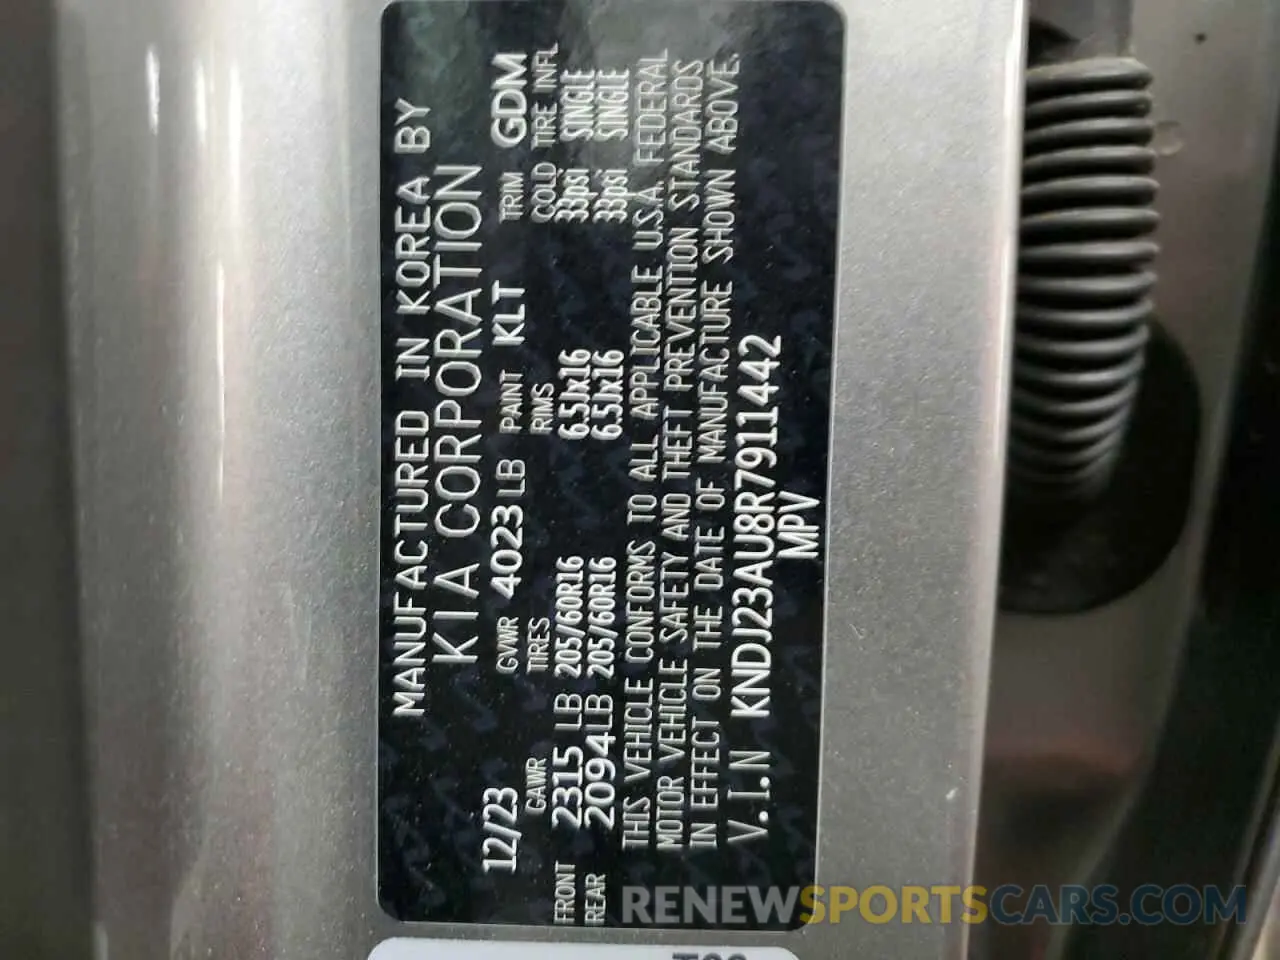 MANUFACTURED IN KOREA BY
KIA CORPORATION
12/23 GVWR 4023 LB PAINT KLT TRIM GDM
GAWR TIRES RIMS COLD TIRE INFL
FRONT 2315 LB 205/60R16 6.5Jx16 33psi SINGLE
REAR 2094 LB 205/60R16 6.5Jx16 33psi SINGLE
THIS VEHICLE CONFORMS TO ALL APPLICABLE U.S.A. FEDERAL
MOTOR VEHICLE SAFETY AND THEFT PREVENTION STANDARDS
IN EFFECT ON THE DATE OF MANUFACTURE SHOWN ABOVE.
V.I.N KNDJ23AU8R7911442
MPV
RENEWSPORTSCARS.COM